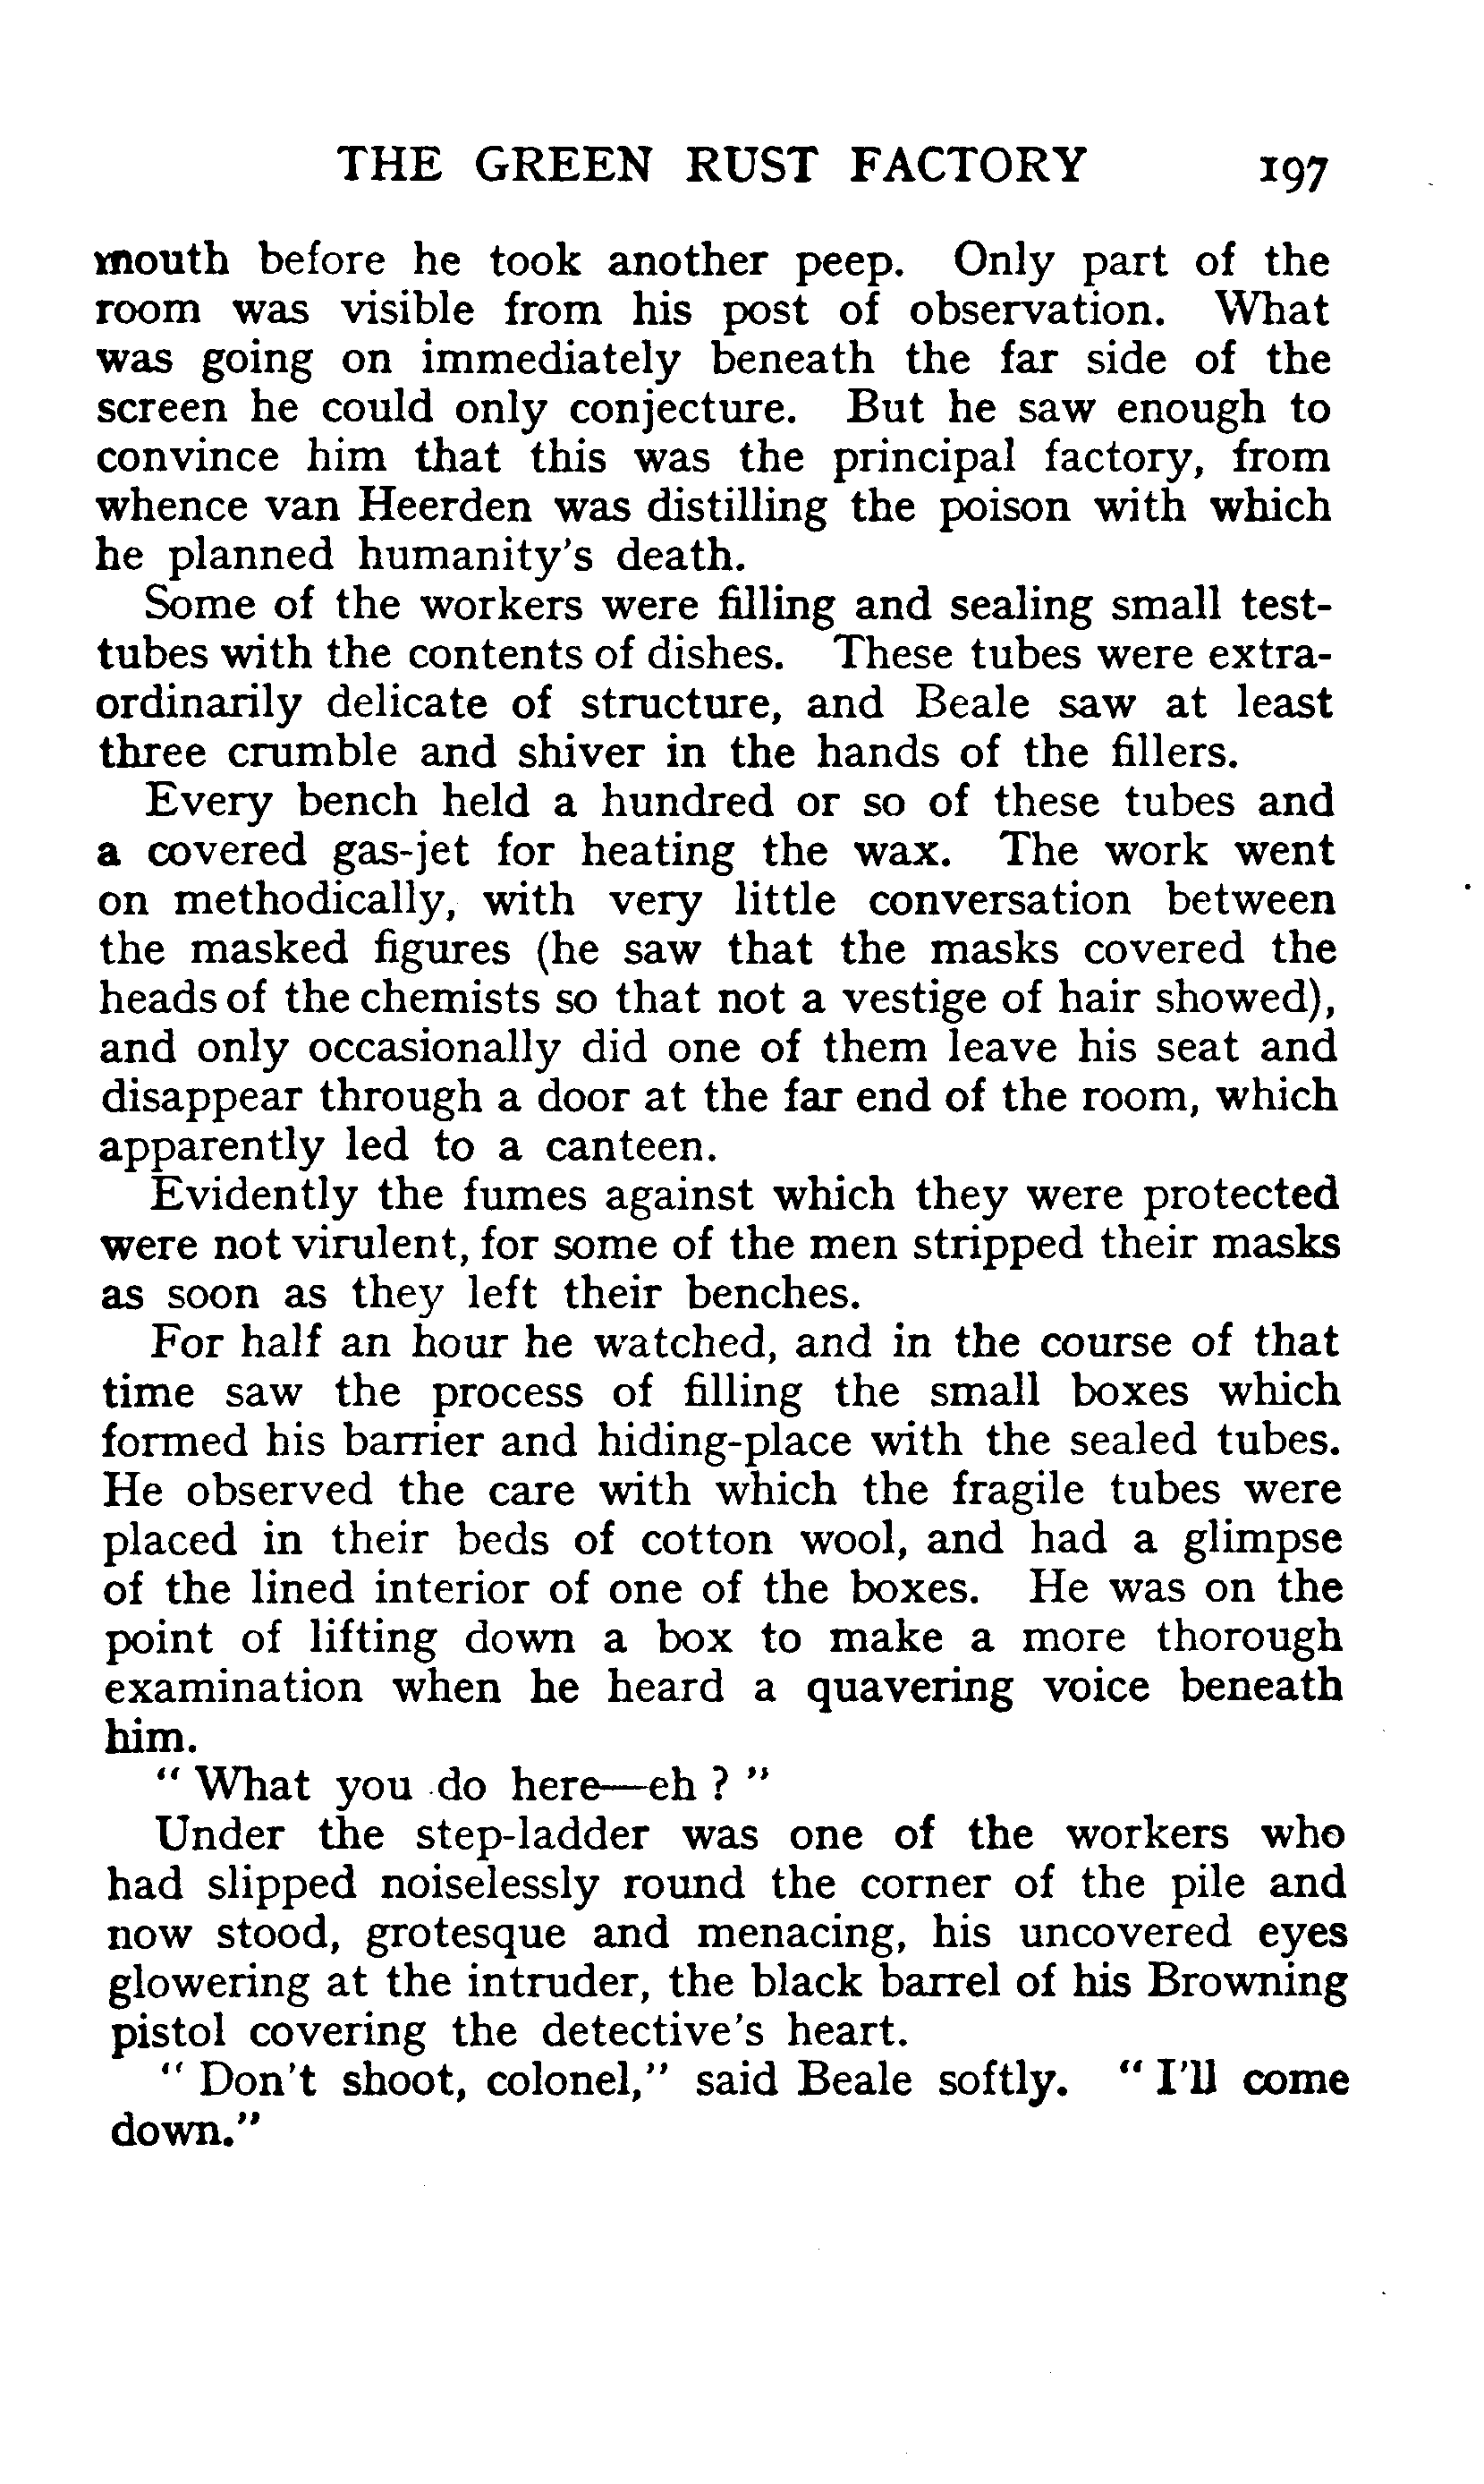 THE GREEN RUST FACTORY 197
mouth before he took another peep. Only part of the
room was visible from his post of observation. What
was going on immediately beneath the far side of the
screen he could only conjecture. But he saw enough to
convince him that this was the principal factory, from
whence van Heerden was distilling the poison with which
he planned humanity's death.
Some of the workers were filling and sealing small test-
tubes with the contents of dishes. These tubes were extra-
ordinarily delicate of structure, and Beale saw at least
three crumble and shiver in the hands of the fillers.
Every bench held a hundred or so of these tubes and
a covered gas-jet for heating the wax. The work went
on methodically, with very little conversation between
the masked figures (he saw that the masks covered the
heads of the chemists so that not a vestige of hair showed),
and only occasionally did one of them leave his seat and
disappear through a door at the far end of the room, which
apparently led to a canteen.
Evidently the fumes against which they were protected
were not virulent, for some of the men stripped their masks
as soon as they left their benches.
For half an hour he watched, and in the course of that
time saw the process of filling the small boxes which
formed his barrier and hiding-place with the sealed tubes.
He observed the care with which the fragile tubes were
placed in their beds of cotton wool, and had a glimpse
of the lined interior of one of the boxes. He was on the
point of lifting down a box to make a more thorough
examination when he heard a quavering voice beneath
him.
" What you do here—eh ? "
Under the step-ladder was one of the workers who
had slipped noiselessly round the corner of the pile and
now stood, grotesque and menacing, his uncovered eyes
glowering at the intruder, the black barrel of his Browning
pistol covering the detective's heart.
" Don't shoot, colonel," said Beale softly. " I'll come
down."